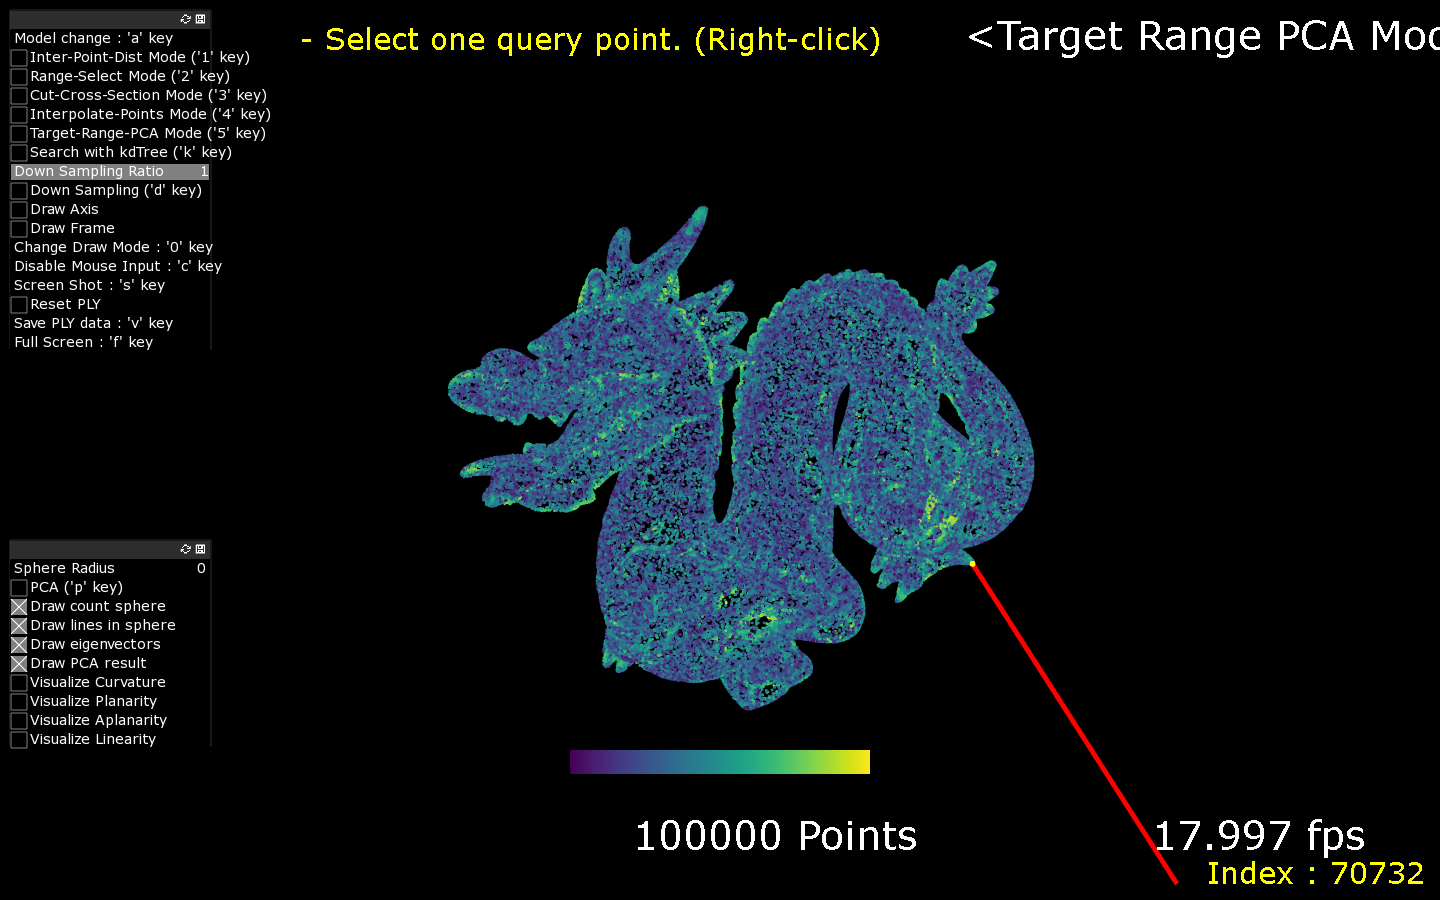 Model change : 'a' key
Inter-Point-Dist Mode ('1' key)
Range-Select Mode ('2' key)
Cut-Cross-Section Mode ('3' key)
Interpolate-Points Mode ('4' key)
Target-Range-PCA Mode ('5' key)
Search with kdTree ('k' key)
Down Sampling Ratio 1
Down Sampling ('d' key)
Draw Axis
Draw Frame
Change Draw Mode : '0' key
Disable Mouse Input : 'c' key
Screen Shot : 's' key
Reset PLY
Save PLY data : 'v' key
Full Screen : 'f' key
- Select one query point. (Right-click)
<Target Range PCA Mod
Sphere Radius 0
PCA ('p' key)
Draw count sphere
Draw lines in sphere
Draw eigenvectors
Draw PCA result
Visualize Curvature
Visualize Planarity
Visualize Aplanarity
Visualize Linearity
100000 Points
17.997 fps
Index : 70732